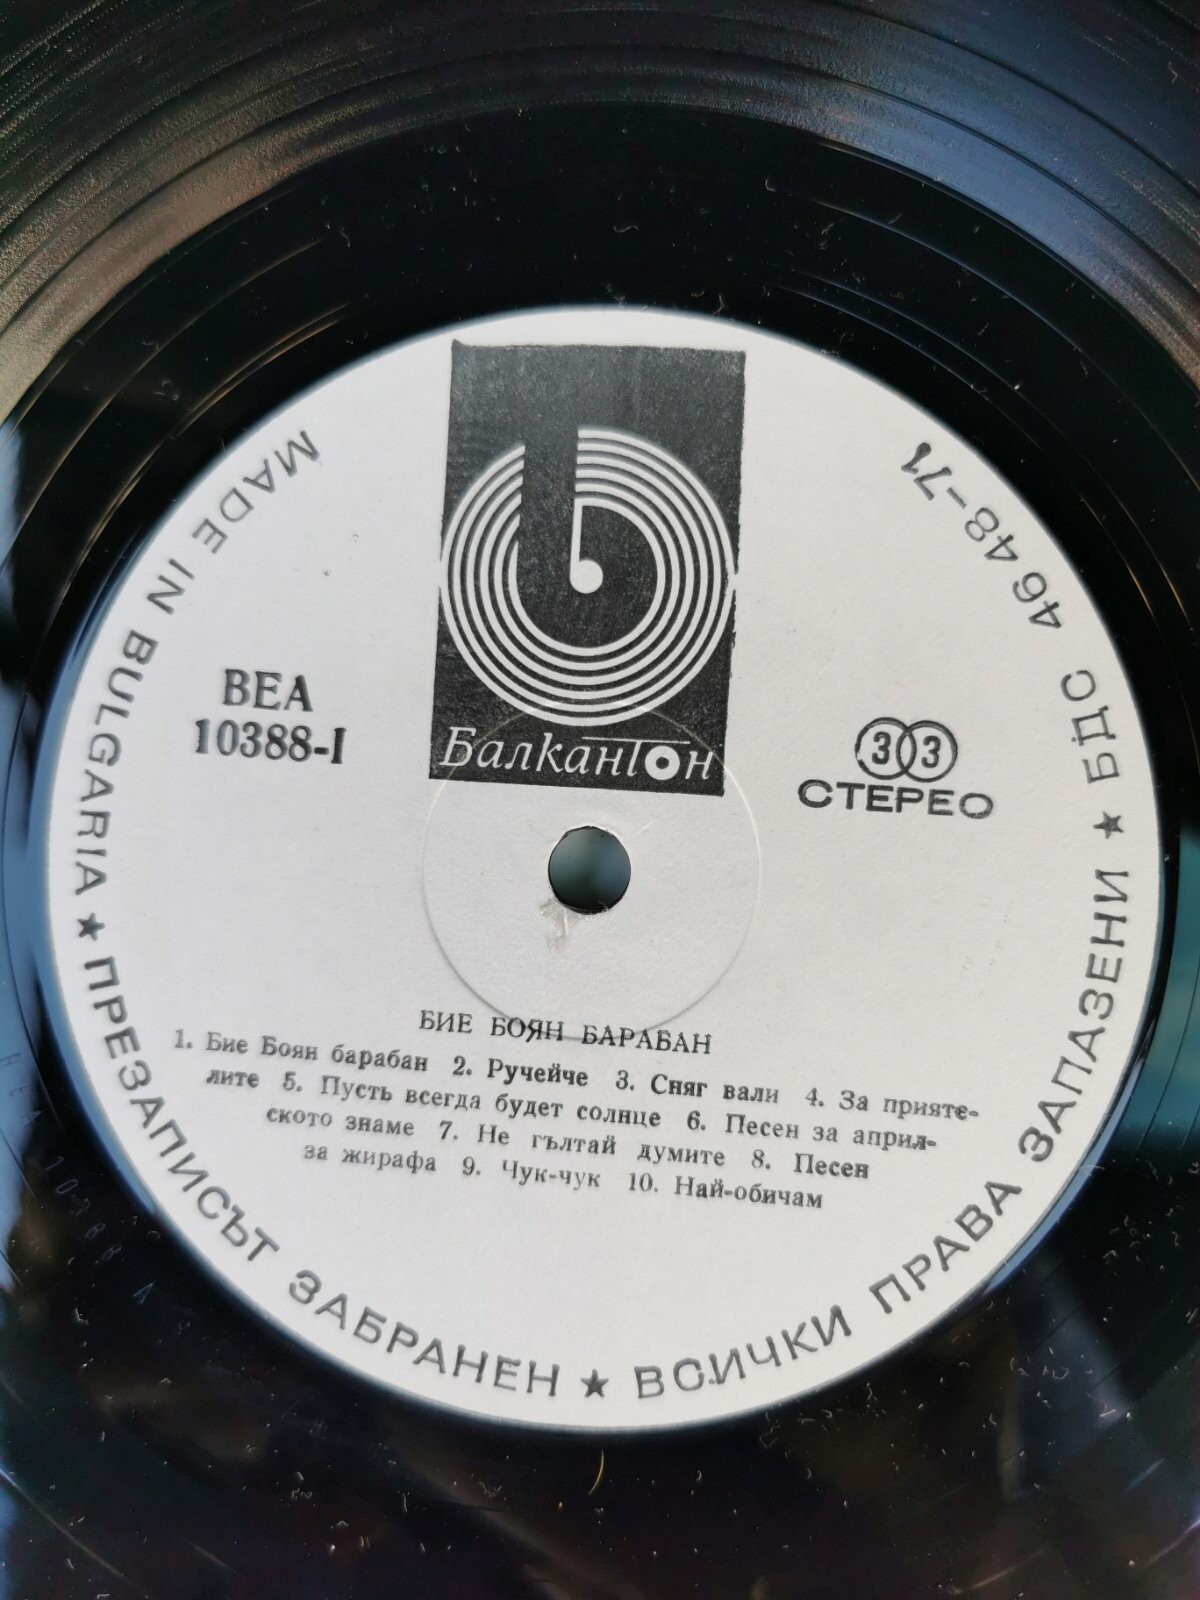 Балкантон
MADE IN BULGARIA ★ ПРЕЗАПИСЪТ ЗАБРАНЕН ★ ВСИЧКИ ПРАВА ЗАПАЗЕНИ ★ БДС 4648-71
ВЕА
10388-I
33
СТЕРЕО
БИЕ БОЯН БАРАБАН
1. Бие Боян барабан 2. Ручейче 3. Сняг вали 4. За прияте-
лите 5. Пусть всегда будет солнце 6. Песен за април-
ското знаме 7. Не гълтай думите 8. Песен
за жирафа 9. Чук-чук 10. Най-обичам